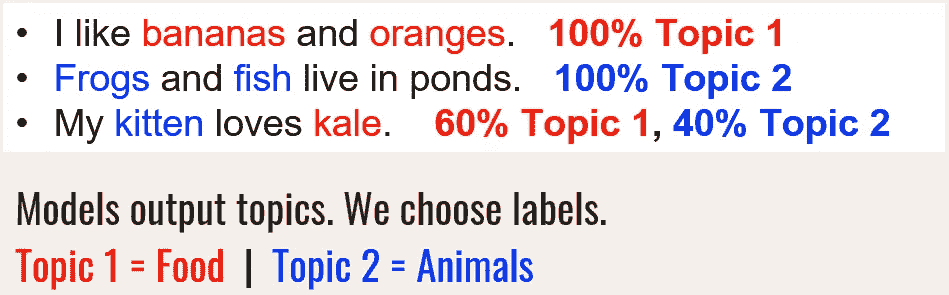 • I like bananas and oranges. 100% Topic 1
• Frogs and fish live in ponds. 100% Topic 2
• My kitten loves kale. 60% Topic 1, 40% Topic 2
Models output topics. We choose labels.
Topic 1 = Food | Topic 2 = Animals